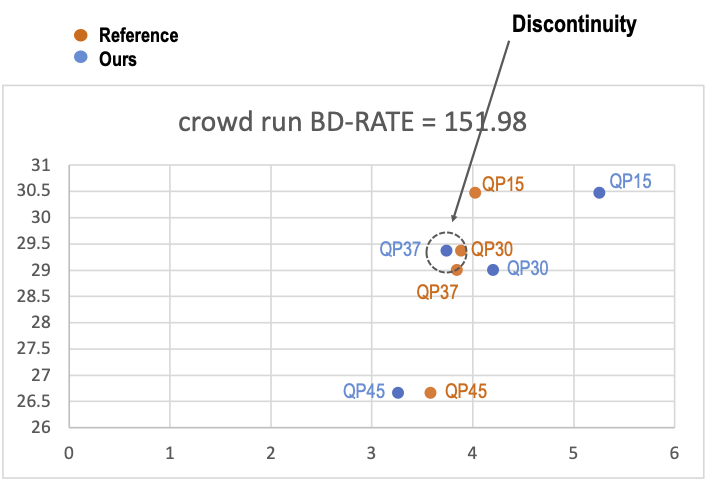 Discontinuity
Reference
Ours
crowd run BD-RATE = 151.98
31
30.5
30
29.5
29
28.5
28
27.5
27
26.5
26
QP15
QP15
QP37
QP30
QP30
QP37
QP45
QP45
0
1
2
3
4
5
6